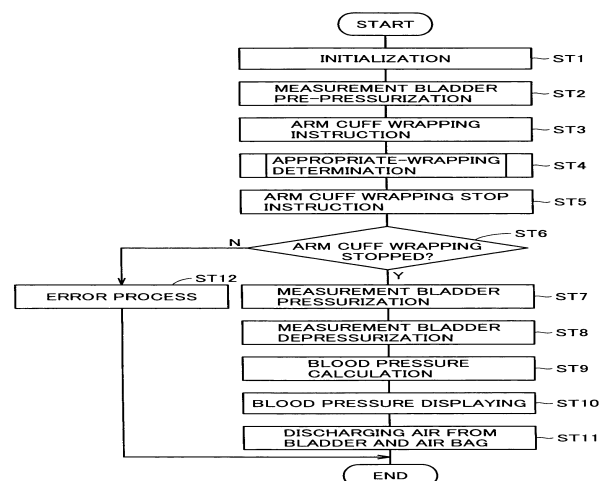 START
INITIALIZATION
ST1
MEASUREMENT BLADDER
PRE-PRESSURIZATION
ST2
ARM CUFF WRAPPING
INSTRUCTION
ST3
APPROPRIATE-WRAPPING
DETERMINATION
ST4
ARM CUFF WRAPPING STOP
INSTRUCTION
ST5
ST6
N
ARM CUFF WRAPPING
STOPPED?
Y
ST12
ERROR PROCESS
MEASUREMENT BLADDER
PRESSURIZATION
ST7
MEASUREMENT BLADDER
DEPRESSURIZATION
ST8
BLOOD PRESSURE
CALCULATION
ST9
BLOOD PRESSURE DISPLAYING
ST10
DISCHARGING AIR FROM
BLADDER AND AIR BAG
ST11
END